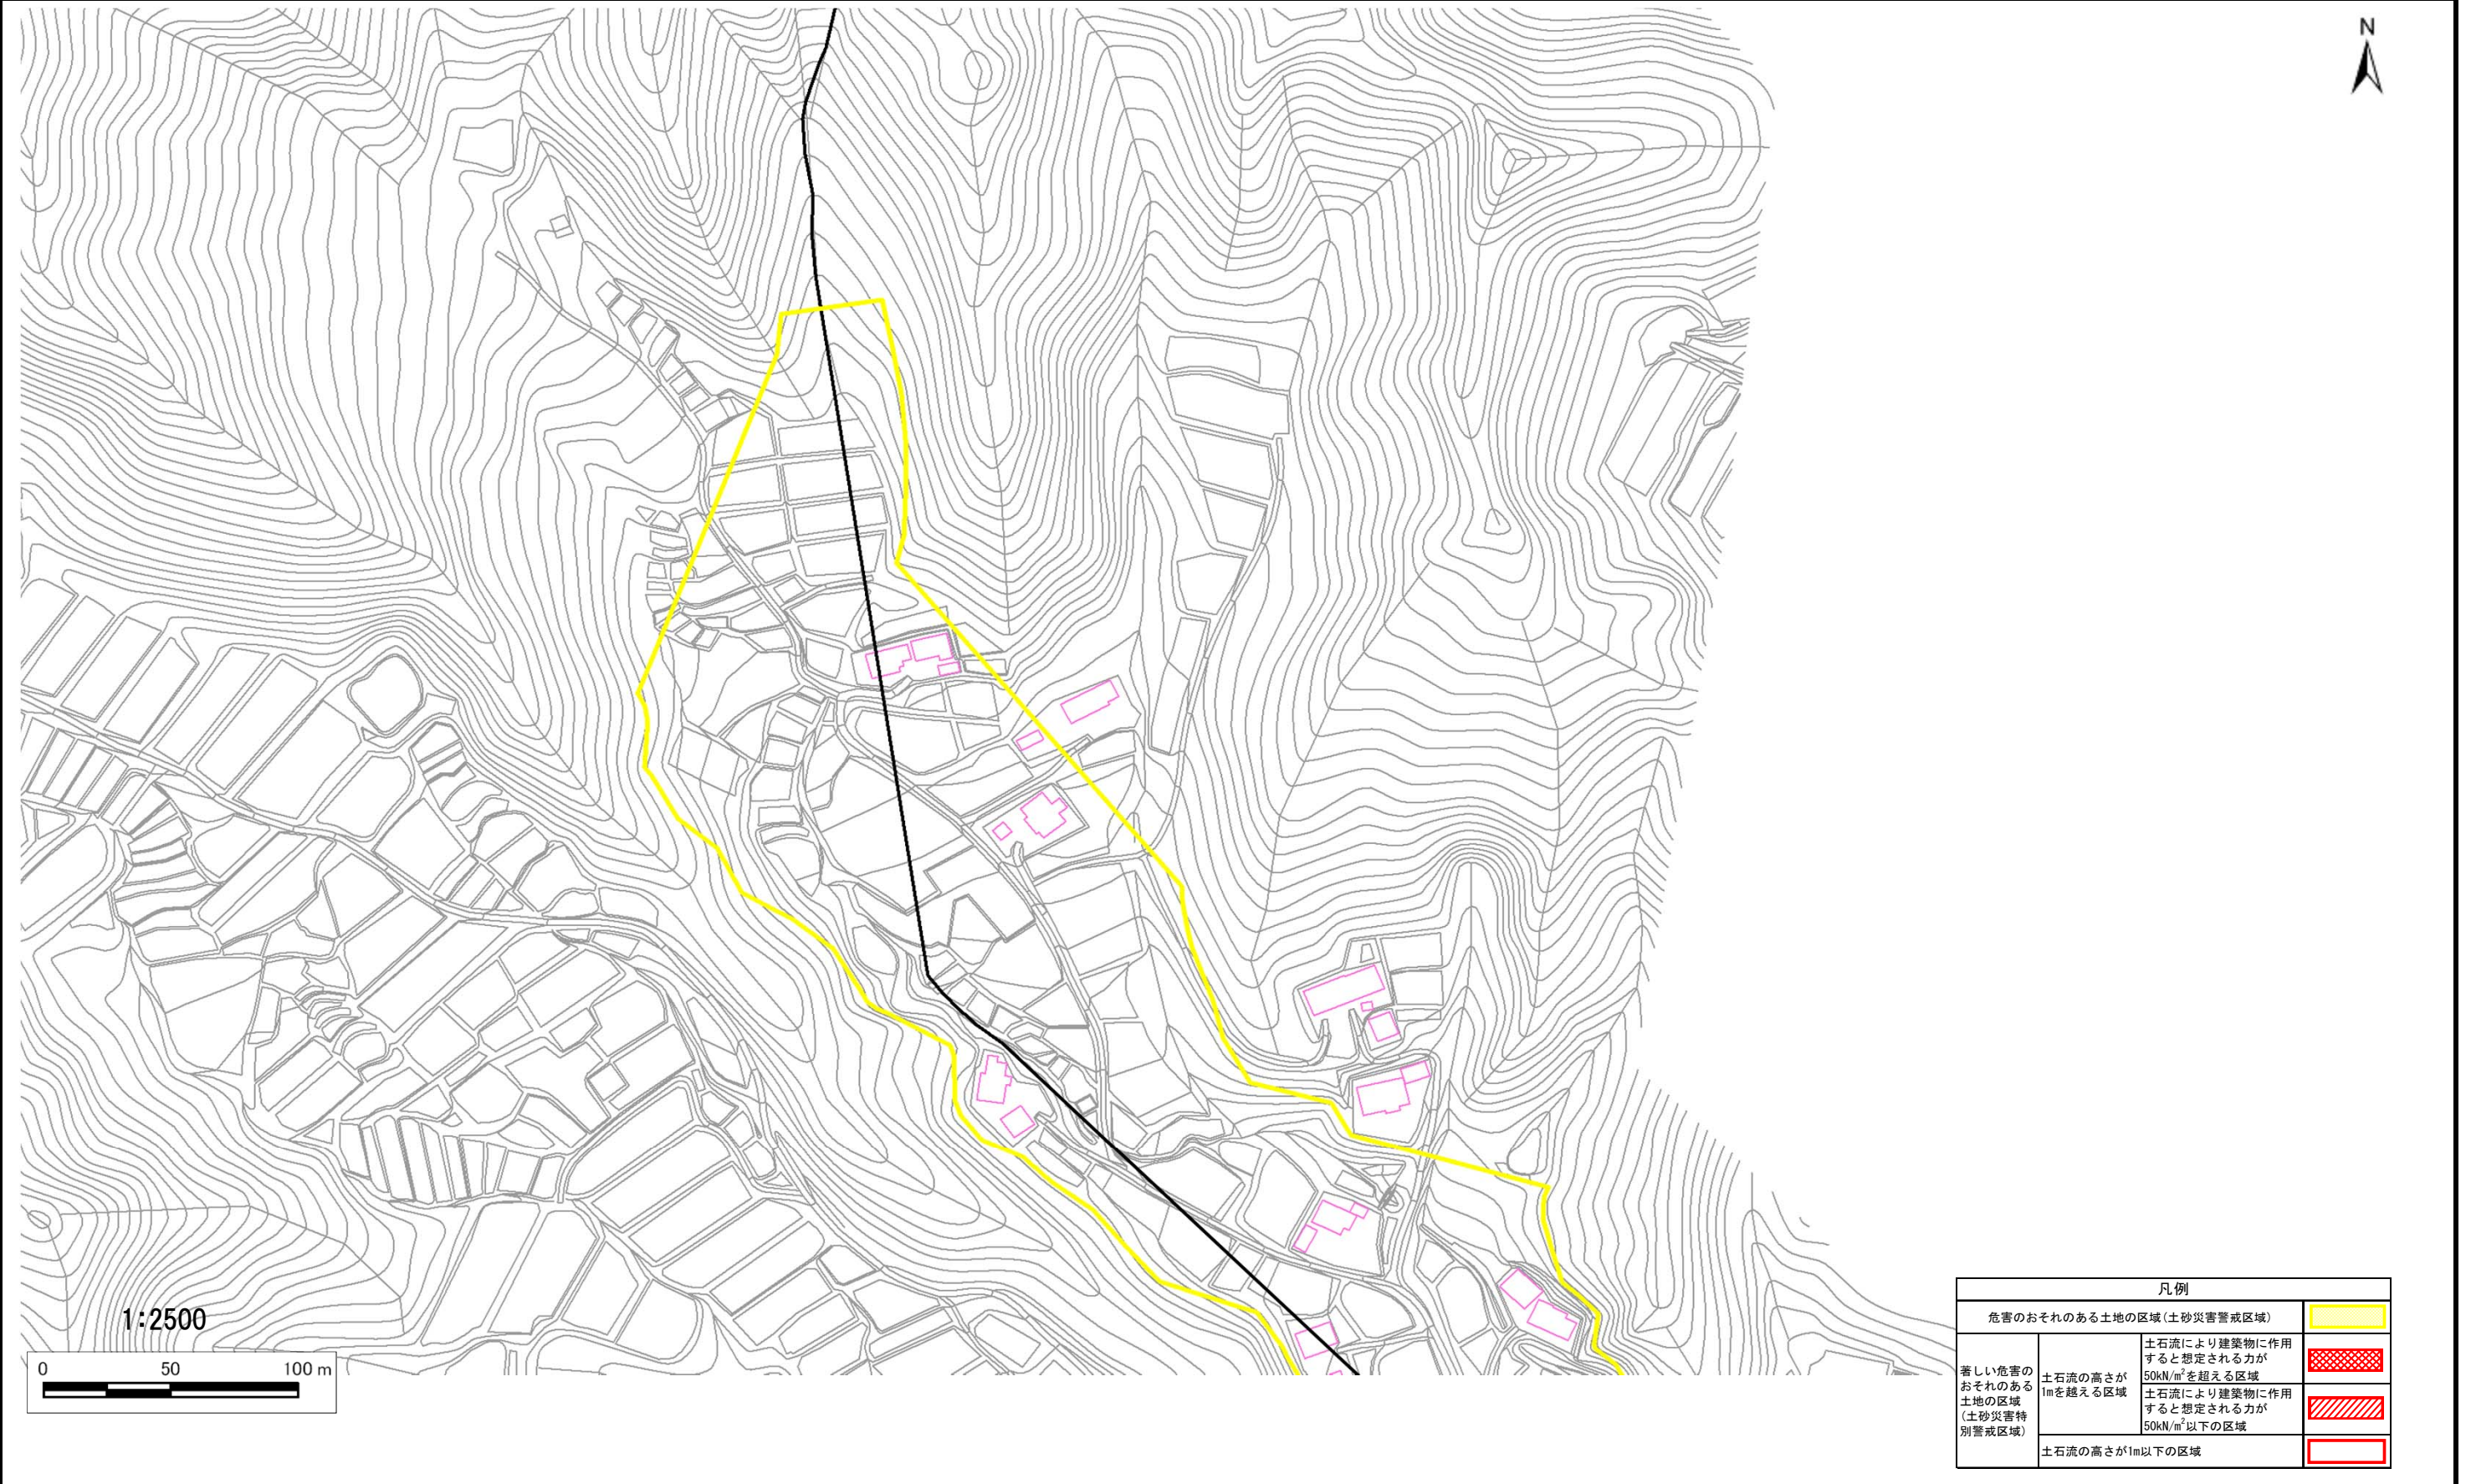 N
1:2500
0 50 100 m
凡例
危害のおそれのある土地の区域(土砂災害警戒区域)
著しい危害の
おそれのある
土地の区域
(土砂災害特
別警戒区域)
土石流の高さが
1mを越える区域
土石流により建築物に作用
すると想定される力が
50kN/m²を超える区域
土石流により建築物に作用
すると想定される力が
50kN/m²以下の区域
土石流の高さが1m以下の区域